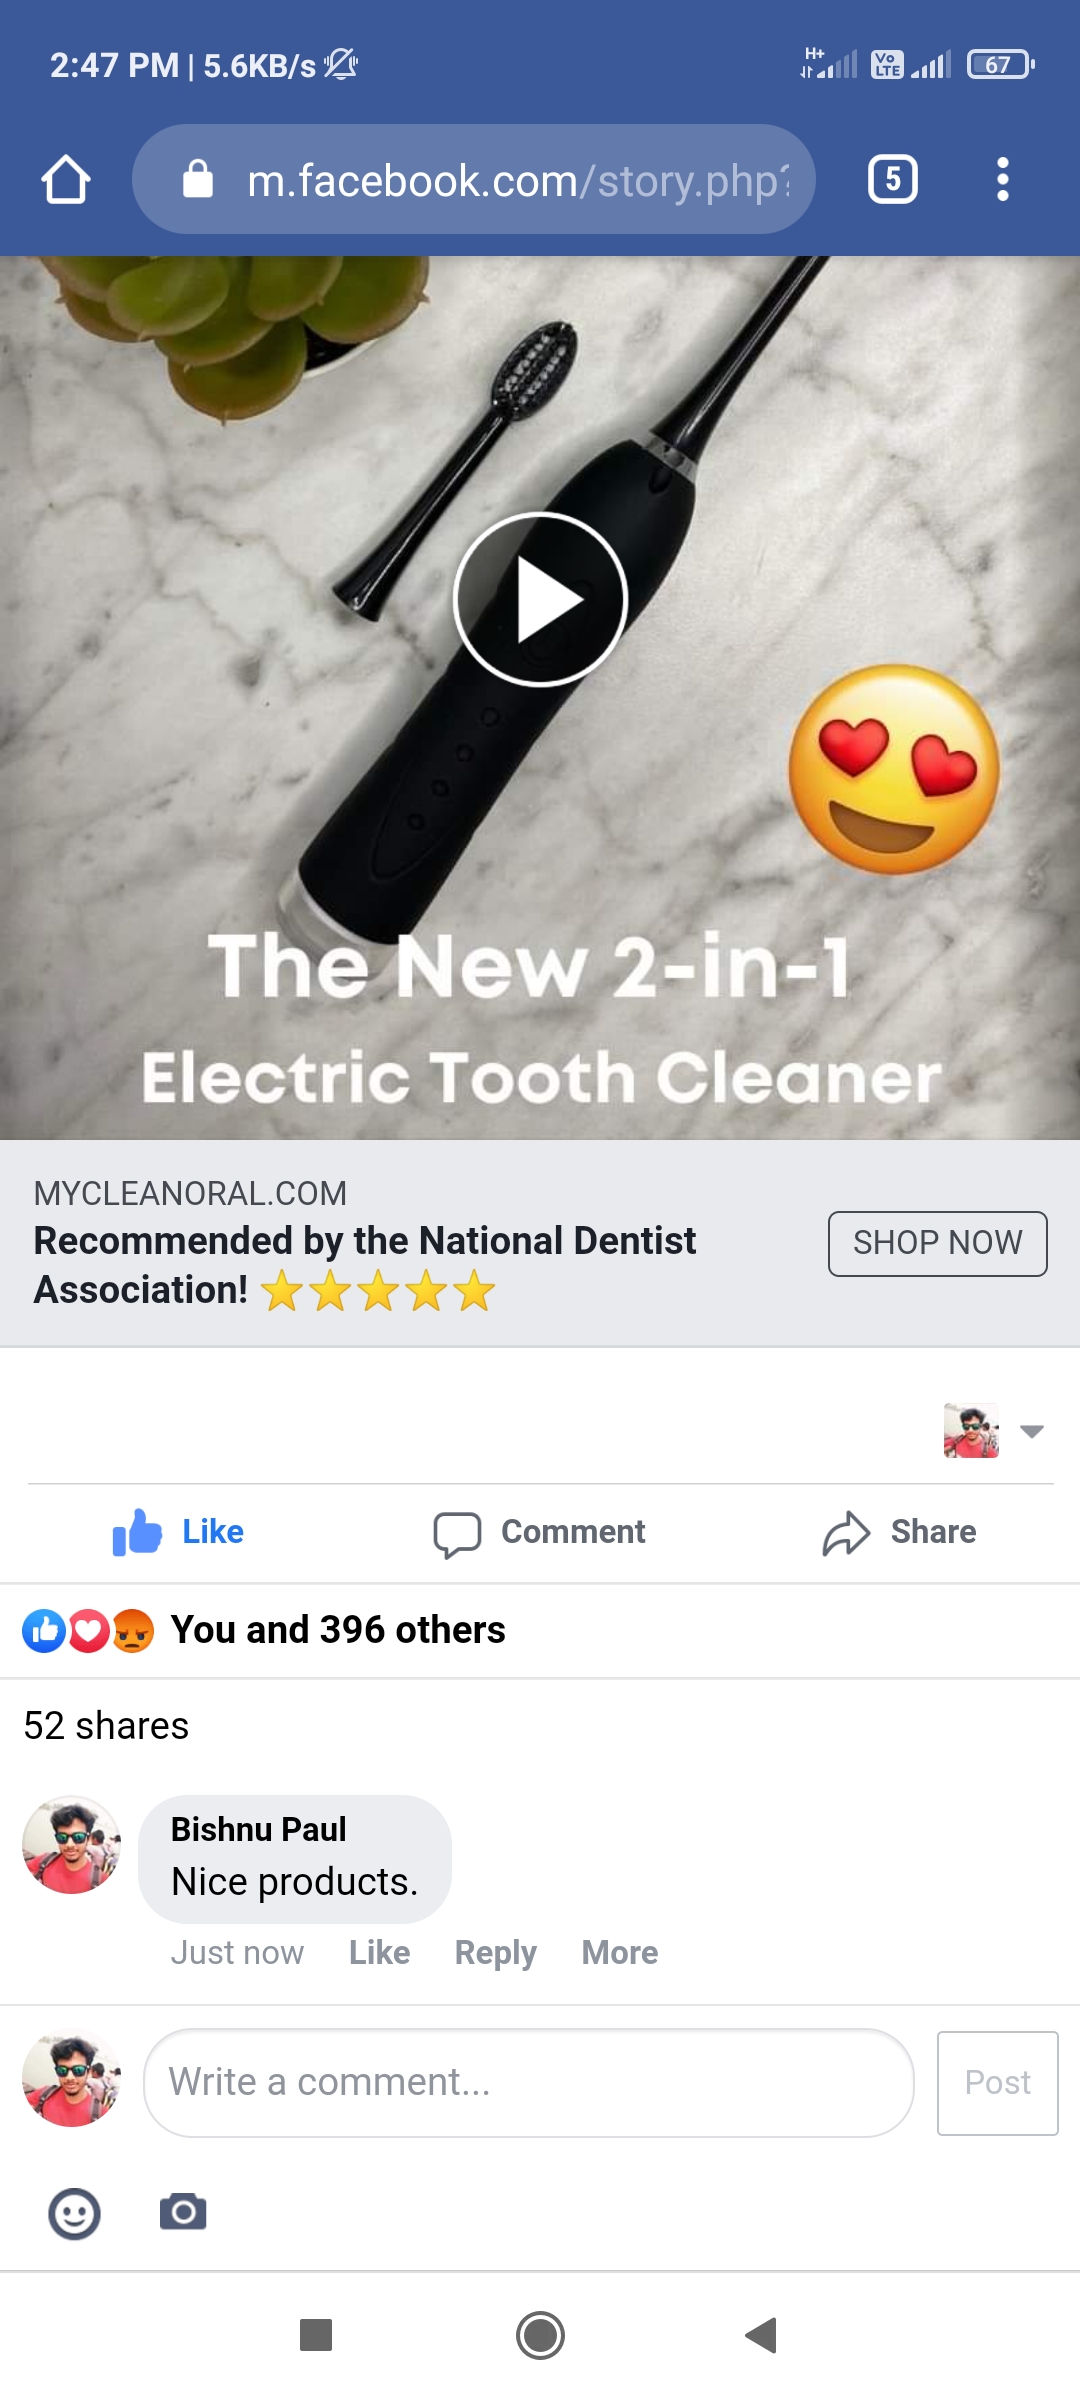 2:47 PM | 5.6KB/s
H+
Vo
LTE
67
m.facebook.com/story.php?
5
The New 2-in-1
Electric Tooth Cleaner
MYCLEANORAL.COM
Recommended by the National Dentist
Association! ⭐⭐⭐⭐⭐
SHOP NOW
Like
Comment
Share
You and 396 others
52 shares
Bishnu Paul
Nice products.
Just now Like Reply More
Write a comment...
Post